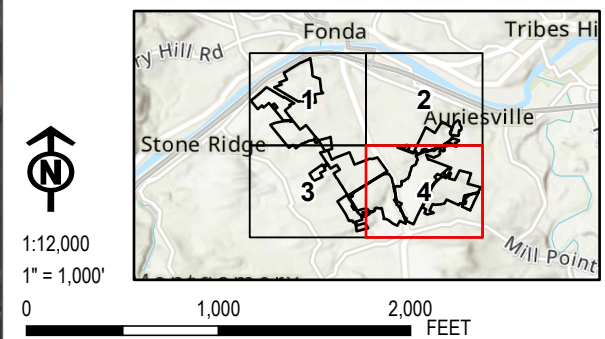 Fonda
Tribes Hi
ry Hill Rd
1
2
Auriesville
Stone Ridge
3
4
N
Mill Point
1:12,000
1" = 1,000'
0 1,000 2,000
FEET